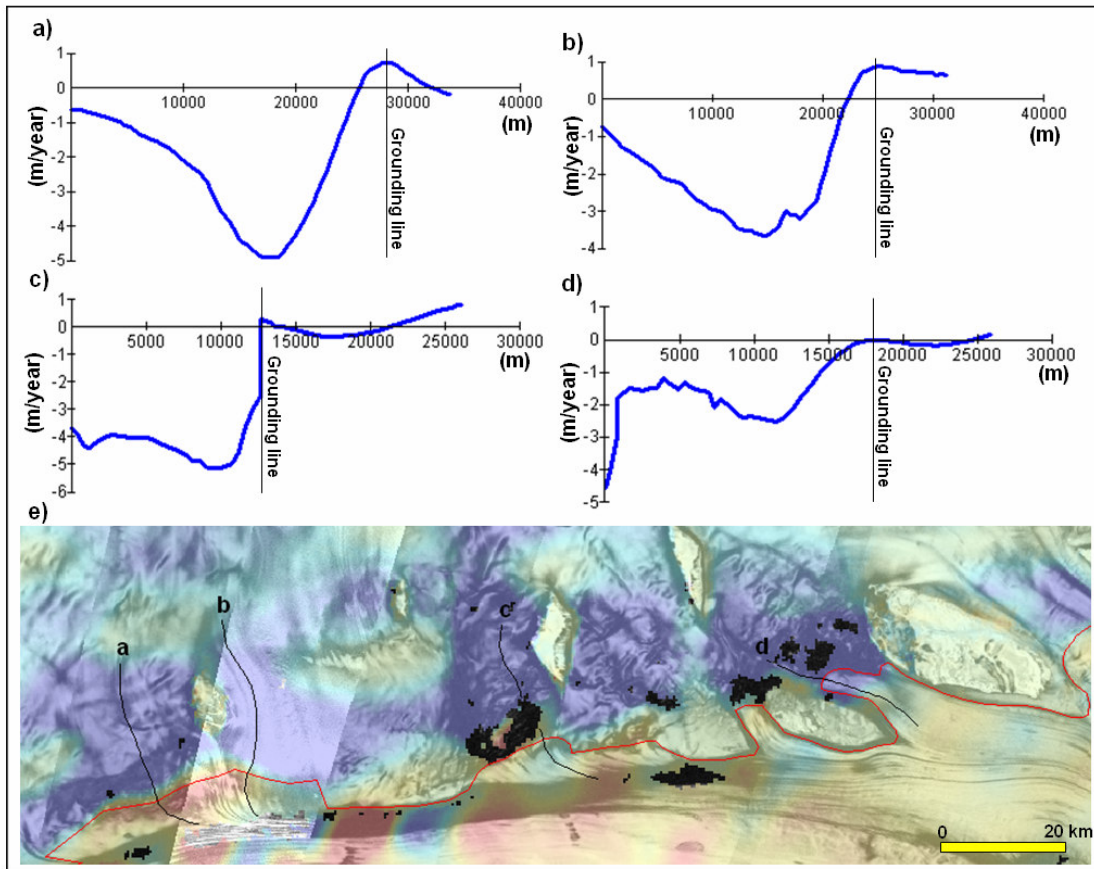 a)
1
0
-1
-2
-3
-4
-5
10000 20000 30000 40000
(m/year)
(m)
Grounding line
b)
1
0
-1
-2
-3
-4
10000 20000 30000 40000
(m/year)
(m)
Grounding line
c)
1
0
-1
-2
-3
-4
-5
-6
5000 10000 15000 20000 25000 30000
(m/year)
(m)
Grounding line
d)
1
0
-1
-2
-3
-4
-5
5000 10000 15000 20000 25000 30000
(m/year)
(m)
Grounding line
e)
a
b
c
d
0 20 km